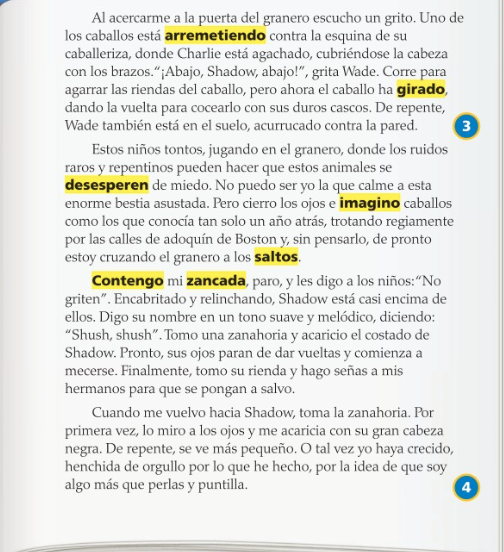 Al acercarme a la puerta del granero escucho un grito. Uno de
los caballos está arremetiendo contra la esquina de su
caballeriza, donde Charlie está agachado, cubriéndose la cabeza
con los brazos.“¡Abajo, Shadow, abajo!”, grita Wade. Corre para
agarrar las riendas del caballo, pero ahora el caballo ha girado,
dando la vuelta para cocearlo con sus duros cascos. De repente,
Wade también está en el suelo, acurrucado contra la pared.
3
Estos niños tontos, jugando en el granero, donde los ruidos
raros y repentinos pueden hacer que estos animales se
desesperen de miedo. No puedo ser yo la que calme a esta
enorme bestia asustada. Pero cierro los ojos e imagino caballos
como los que conocía tan solo un año atrás, trotando regiamente
por las calles de adoquín de Boston y, sin pensarlo, de pronto
estoy cruzando el granero a los saltos.
Contengo mi zancada, paro, y les digo a los niños:“No
griten”. Encabritado y relinchando, Shadow está casi encima de
ellos. Digo su nombre en un tono suave y melódico, diciendo:
“Shush, shush”. Tomo una zanahoria y acaricio el costado de
Shadow. Pronto, sus ojos paran de dar vueltas y comienza a
mecerse. Finalmente, tomo su rienda y hago señas a mis
hermanos para que se pongan a salvo.
Cuando me vuelvo hacia Shadow, toma la zanahoria. Por
primera vez, lo miro a los ojos y me acaricia con su gran cabeza
negra. De repente, se ve más pequeño. O tal vez yo haya crecido,
henchida de orgullo por lo que he hecho, por la idea de que soy
algo más que perlas y puntilla.
4